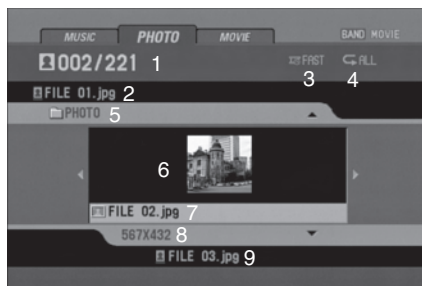 MUSIC PHOTO MOVIE BAND MOVIE
002/221 1 FAST ALL
3 4
FILE 01.jpg 2
PHOTO 5
6
FILE 02.jpg 7
567X432 8
FILE 03.jpg 9